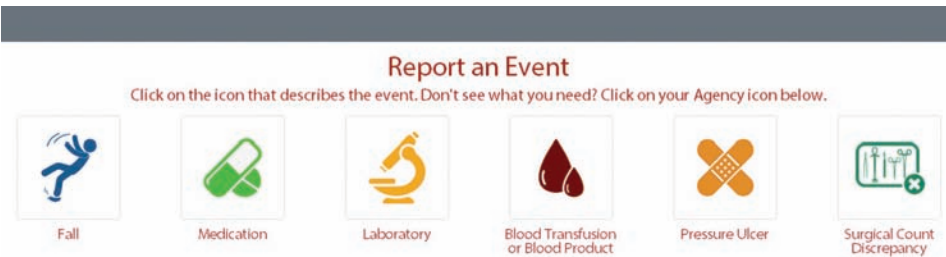 Report an Event
Click on the icon that describes the event. Don't see what you need? Click on your Agency icon below.
Fall
Medication
Laboratory
Blood Transfusion
or Blood Product
Pressure Ulcer
Surgical Count
Discrepancy